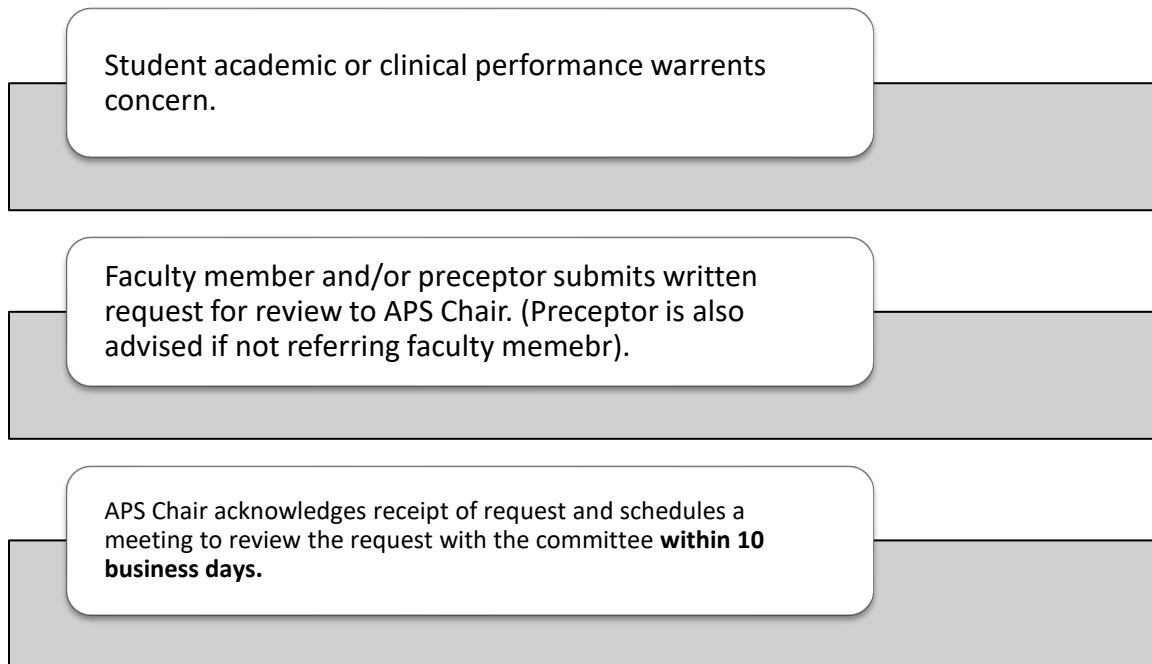 Student academic or clinical performance warrents
concern.
Faculty member and/or preceptor submits written
request for review to APS Chair. (Preceptor is also
advised if not referring faculty memebr).
APS Chair acknowledges receipt of request and schedules a
meeting to review the request with the committee within 10
business days.